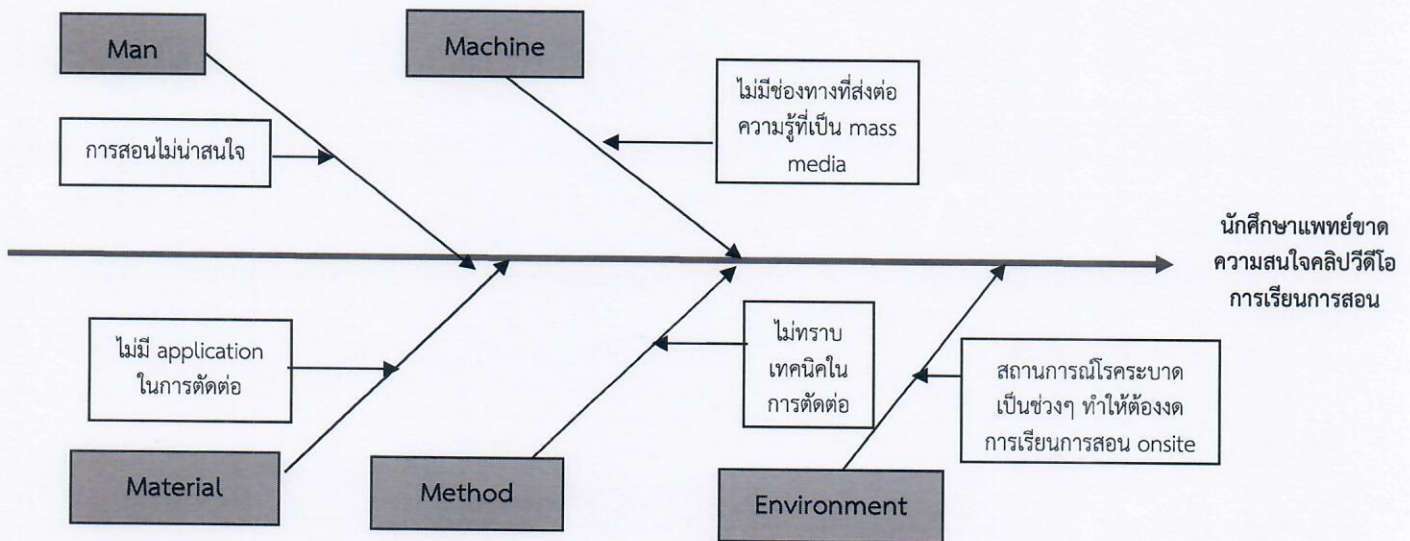 Man
Machine
การสอนไม่น่าสนใจ
ไม่มีช่องทางที่ส่งต่อ
ความรู้ที่เป็น mass
media
นักศึกษาแพทย์ขาด
ความสนใจคลิปวีดีโอ
การเรียนการสอน
ไม่มี application
ในการตัดต่อ
ไม่ทราบ
เทคนิคใน
การตัดต่อ
สถานการณ์โรคระบาด
เป็นช่วงๆ ทำให้ต้องงด
การเรียนการสอน onsite
Material
Method
Environment